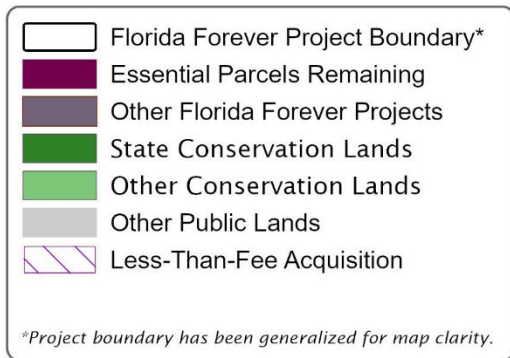 Florida Forever Project Boundary*
Essential Parcels Remaining
Other Florida Forever Projects
State Conservation Lands
Other Conservation Lands
Other Public Lands
Less-Than-Fee Acquisition
*Project boundary has been generalized for map clarity.